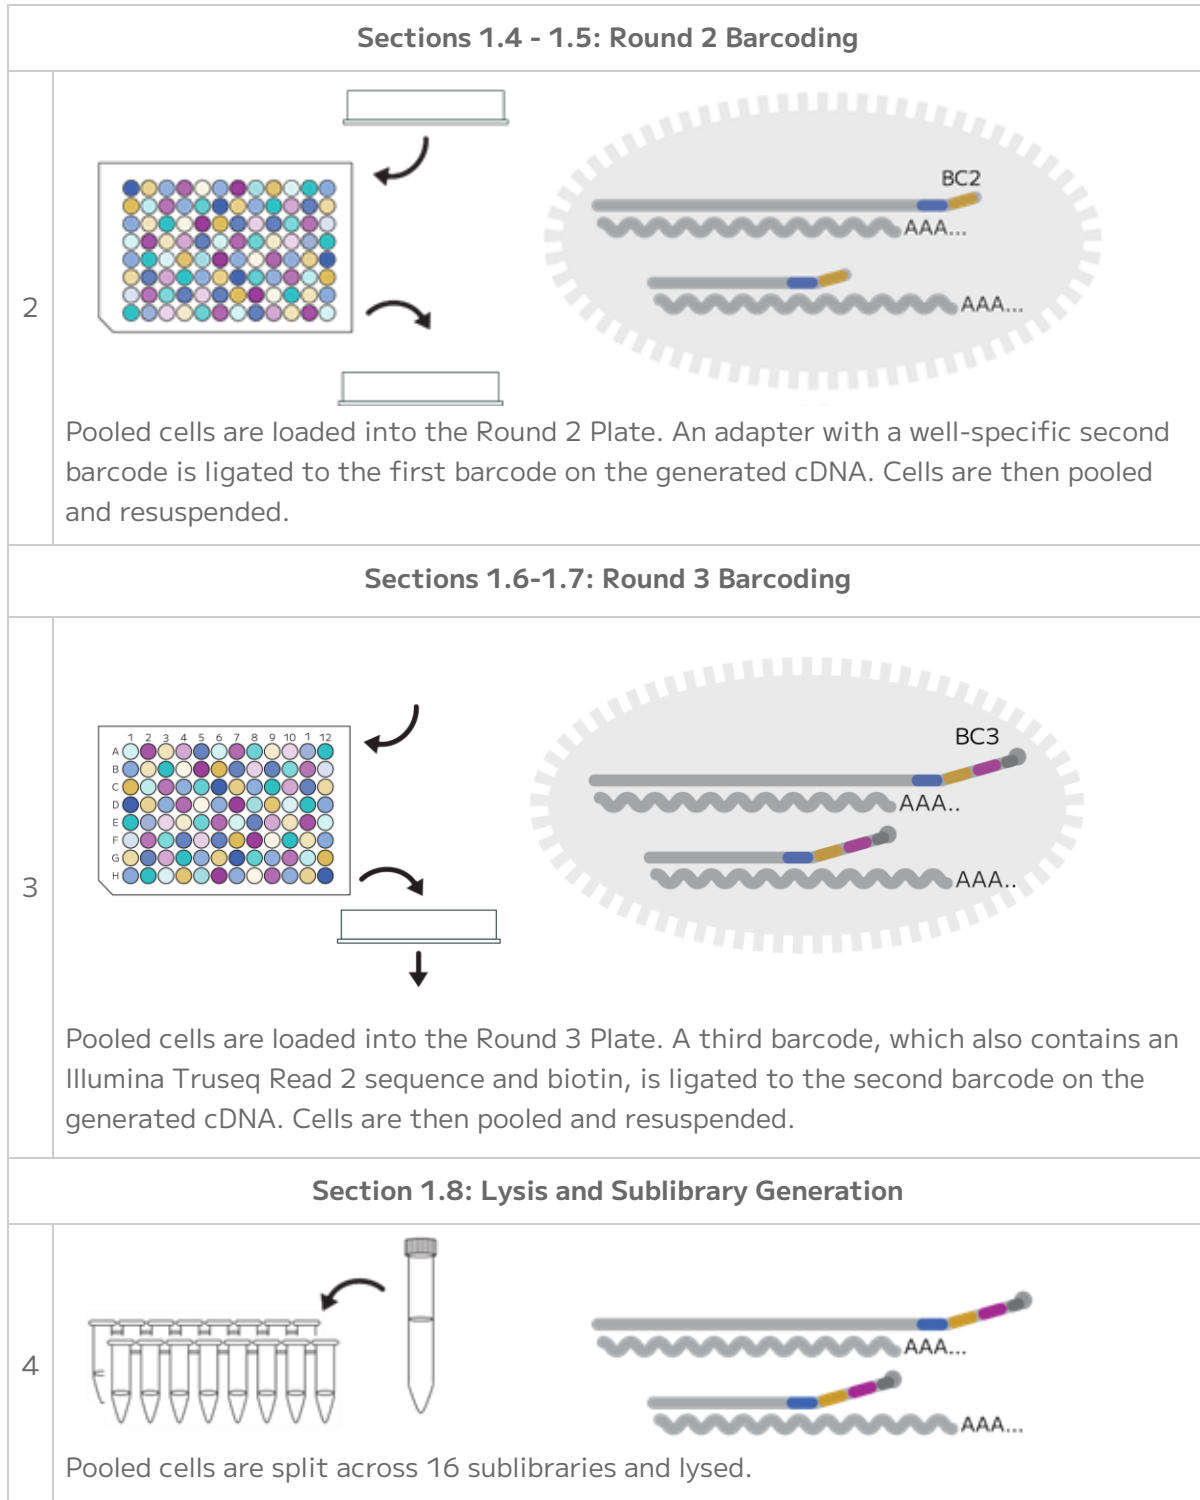 Sections 1.4 - 1.5: Round 2 Barcoding
2
BC2
AAA...
AAA...
Pooled cells are loaded into the Round 2 Plate. An adapter with a well-specific second
barcode is ligated to the first barcode on the generated cDNA. Cells are then pooled
and resuspended.
Sections 1.6-1.7: Round 3 Barcoding
3
1 2 3 4 5 6 7 8 9 10 1 12
A
B
C
D
E
F
G
H
BC3
AAA..
AAA..
Pooled cells are loaded into the Round 3 Plate. A third barcode, which also contains an
Illumina Truseq Read 2 sequence and biotin, is ligated to the second barcode on the
generated cDNA. Cells are then pooled and resuspended.
Section 1.8: Lysis and Sublibrary Generation
4
AAA...
AAA...
Pooled cells are split across 16 sublibraries and lysed.